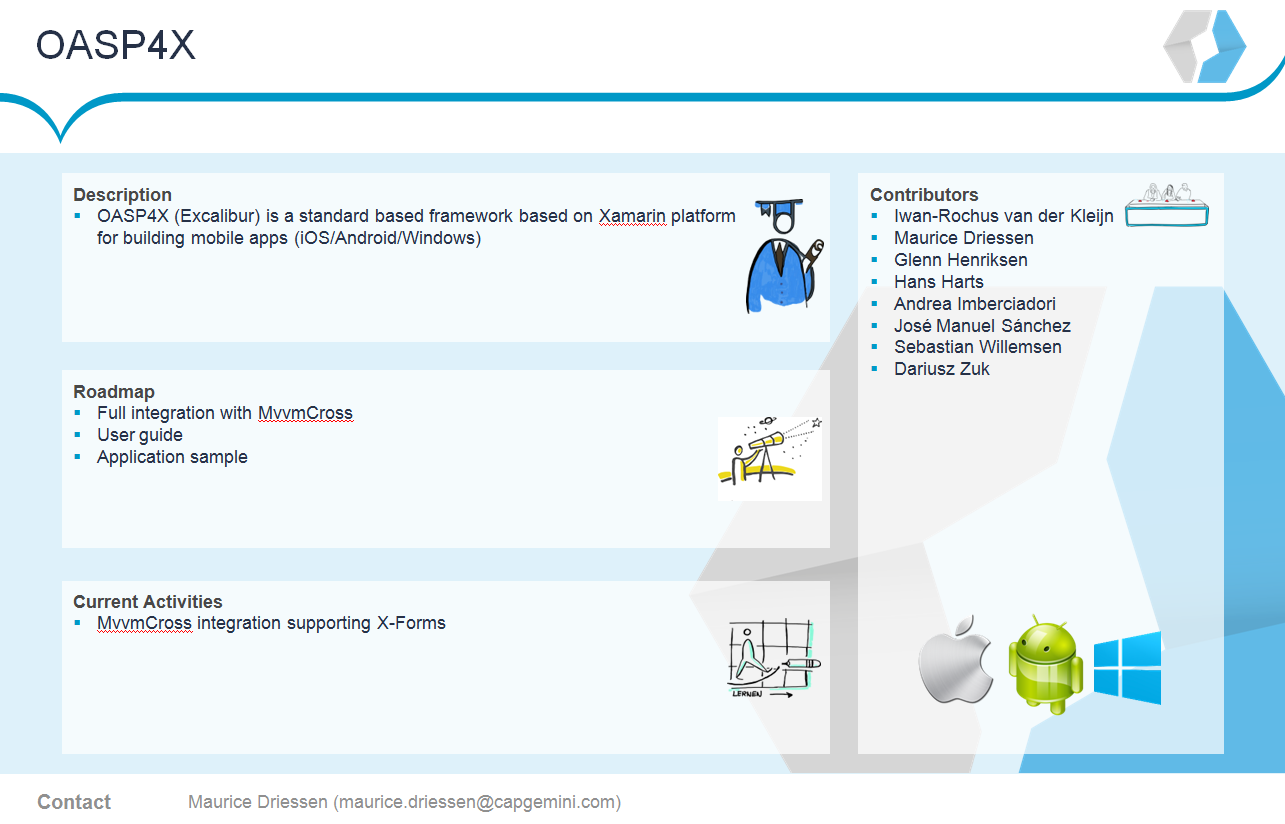 OASP4X
Description
▪ OASP4X (Excalibur) is a standard based framework based on Xamarin platform
for building mobile apps (iOS/Android/Windows)
Contributors
▪ Iwan-Rochus van der Kleijn
▪ Maurice Driessen
▪ Glenn Henriksen
▪ Hans Harts
▪ Andrea Imberciadori
▪ José Manuel Sánchez
▪ Sebastian Willemsen
▪ Dariusz Zuk
Roadmap
▪ Full integration with MvvmCross
▪ User guide
▪ Application sample
Current Activities
▪ MvvmCross integration supporting X-Forms
LERNEN
Contact
Maurice Driessen (maurice.driessen@capgemini.com)